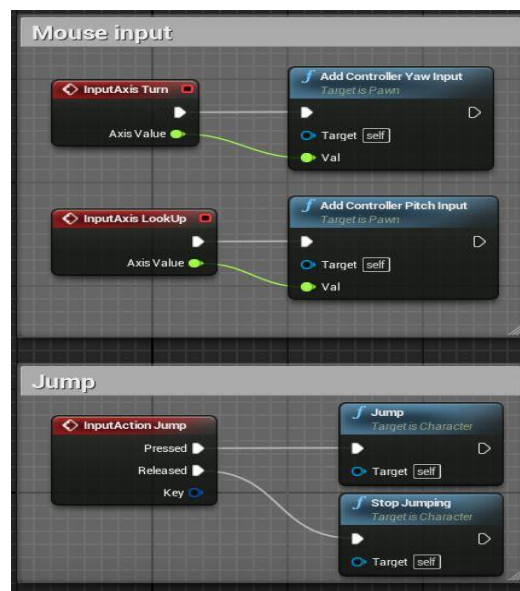 Mouse input
InputAxis Turn
Axis Value
Add Controller Yaw Input
Target is Pawn
Target self
Val
InputAxis LookUp
Axis Value
Add Controller Pitch Input
Target is Pawn
Target self
Val
Jump
InputAction Jump
Pressed
Released
Key
Jump
Target is Character
Target self
Stop Jumping
Target is Character
Target self